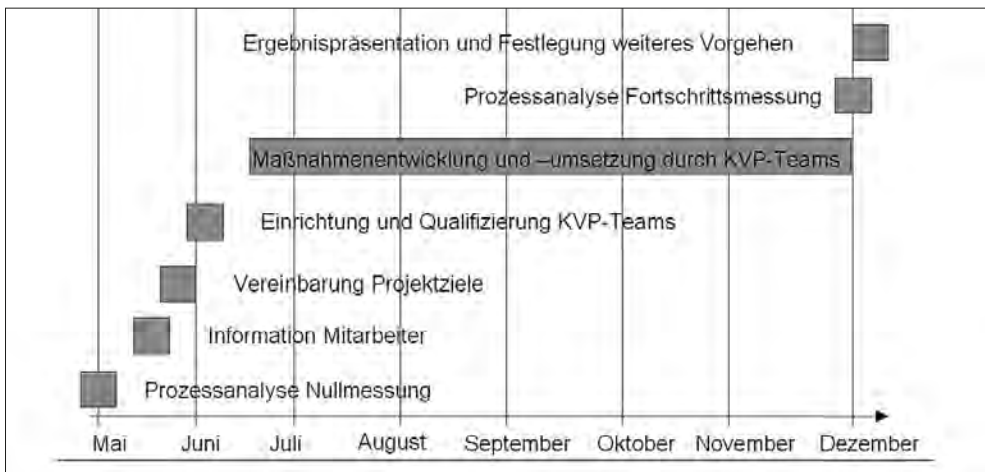 Ergebnispräsentation und Festlegung weiteres Vorgehen
Prozessanalyse Fortschrittsmessung
Maßnahmenentwicklung und –umsetzung durch KVP-Teams
Einrichtung und Qualifizierung KVP-Teams
Vereinbarung Projektziele
Information Mitarbeiter
Prozessanalyse Nullmessung
Mai Juni Juli August September Oktober November Dezember